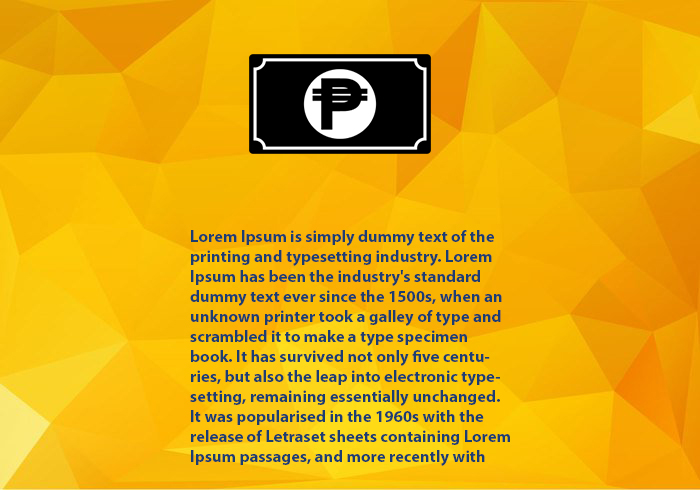 ₱
Lorem Ipsum is simply dummy text of the
printing and typesetting industry. Lorem
Ipsum has been the industry's standard
dummy text ever since the 1500s, when an
unknown printer took a galley of type and
scrambled it to make a type specimen
book. It has survived not only five centu-
ries, but also the leap into electronic type-
setting, remaining essentially unchanged.
It was popularised in the 1960s with the
release of Letraset sheets containing Lorem
Ipsum passages, and more recently with